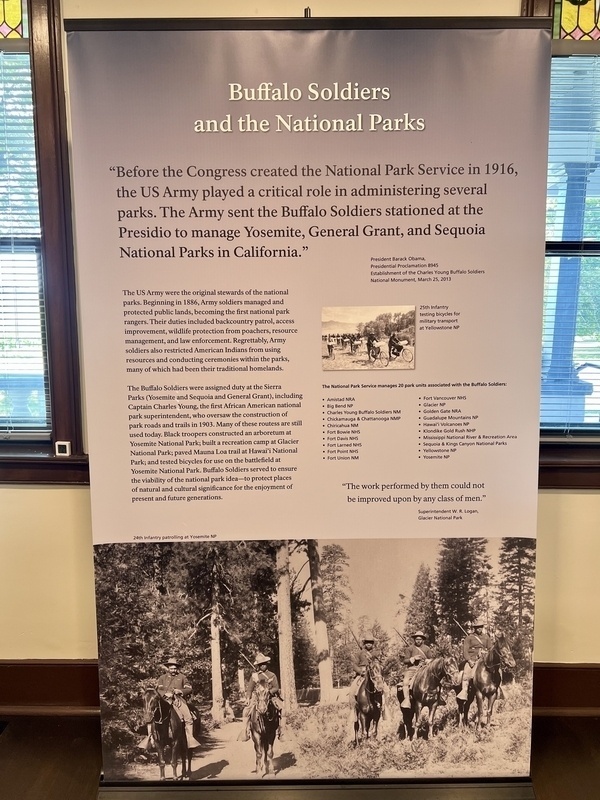 Buffalo Soldiers
and the National Parks
“Before the Congress created the National Park Service in 1916,
the US Army played a critical role in administering several
parks. The Army sent the Buffalo Soldiers stationed at the
Presidio to manage Yosemite, General Grant, and Sequoia
National Parks in California.”
President Barack Obama,
Presidential Proclamation 8945
Establishment of the Charles Young Buffalo Soldiers
National Monument, March 25, 2013
The US Army were the original stewards of the national
parks. Beginning in 1886, Army soldiers managed and
protected public lands, becoming the first national park
rangers. Their duties included backcountry patrol, access
improvement, wildlife protection from poachers, resource
management, and law enforcement. Regrettably, Army
soldiers also restricted American Indians from using
resources and conducting ceremonies within the parks,
many of which had been their traditional homelands.
The Buffalo Soldiers were assigned duty at the Sierra
Parks (Yosemite and Sequoia and General Grant), including
Captain Charles Young, the first African American national
park superintendent, who oversaw the construction of
park roads and trails in 1903. Many of these routes are still
used today. Black troopers constructed an arboretum at
Yosemite National Park; built a recreation camp at Glacier
National Park; paved Mauna Loa trail at Hawai‘i National
Park; and tested bicycles for use on the battlefield at
Yellowstone National Park. Buffalo Soldiers served to ensure
the viability of the national park idea—to protect places
of natural and cultural significance for the enjoyment of
present and future generations.
25th Infantry
testing bicycles for
military transport
at Yellowstone NP
The National Park Service manages 20 park units associated with the Buffalo Soldiers:
• Amistad NRA
• Big Bend NP
• Charles Young Buffalo Soldiers NM
• Chickamauga & Chattanooga NMP
• Chiricahua NM
• Fort Bowie NHS
• Fort Davis NHS
• Fort Larned NHS
• Fort Point NHS
• Fort Union NM
• Fort Vancouver NHS
• Glacier NP
• Golden Gate NRA
• Guadalupe Mountains NP
• Hawai‘i Volcanoes NP
• Klondike Gold Rush NHP
• Mississippi National River & Recreation Area
• Sequoia & Kings Canyon National Parks
• Yellowstone NP
• Yosemite NP
“The work performed by them could not
be improved upon by any class of men.”
Superintendent W. R. Logan,
Glacier National Park
24th Infantry patrolling at Yosemite NP